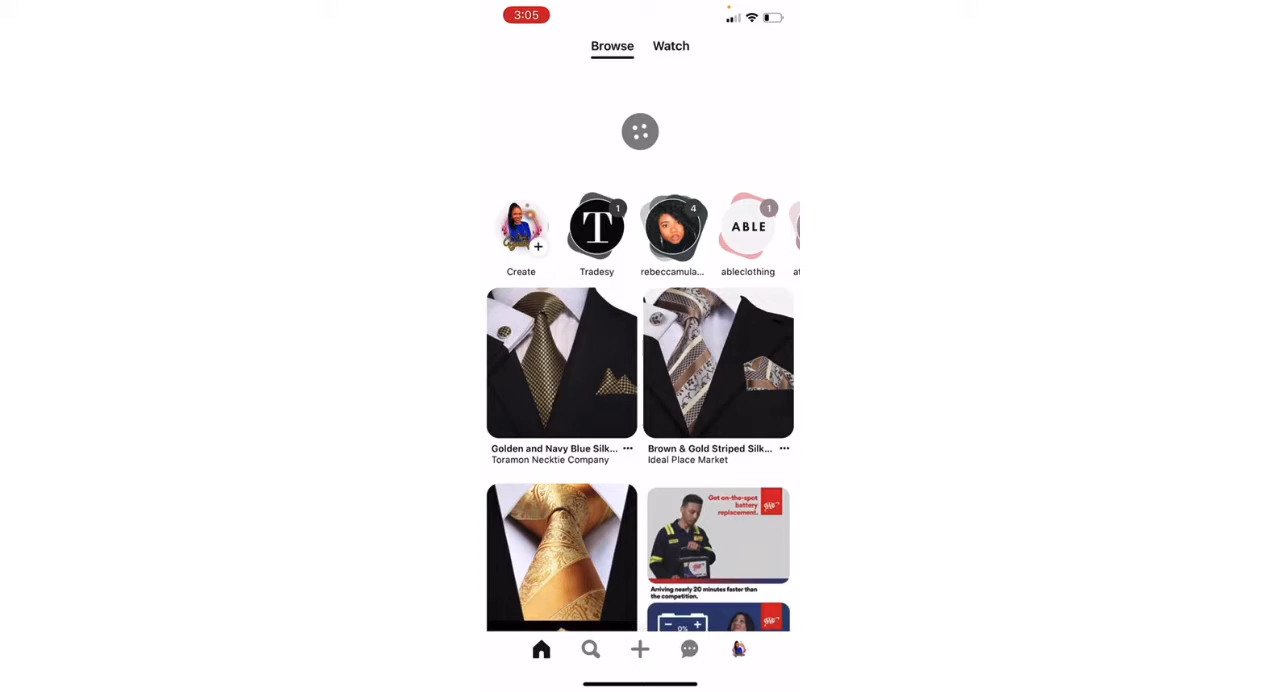 3:05
Browse Watch
1
4
1
T
ABLE
Create
Tradesy
rebeccamula...
ableclothing
Golden and Navy Blue Silk...
Toramon Necktie Company
Brown & Gold Striped Silk...
Ideal Place Market
Get on-the-spot
battery
replacement.
Arriving nearly 20 minutes faster than
the competition.
0%